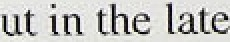 ut in the late